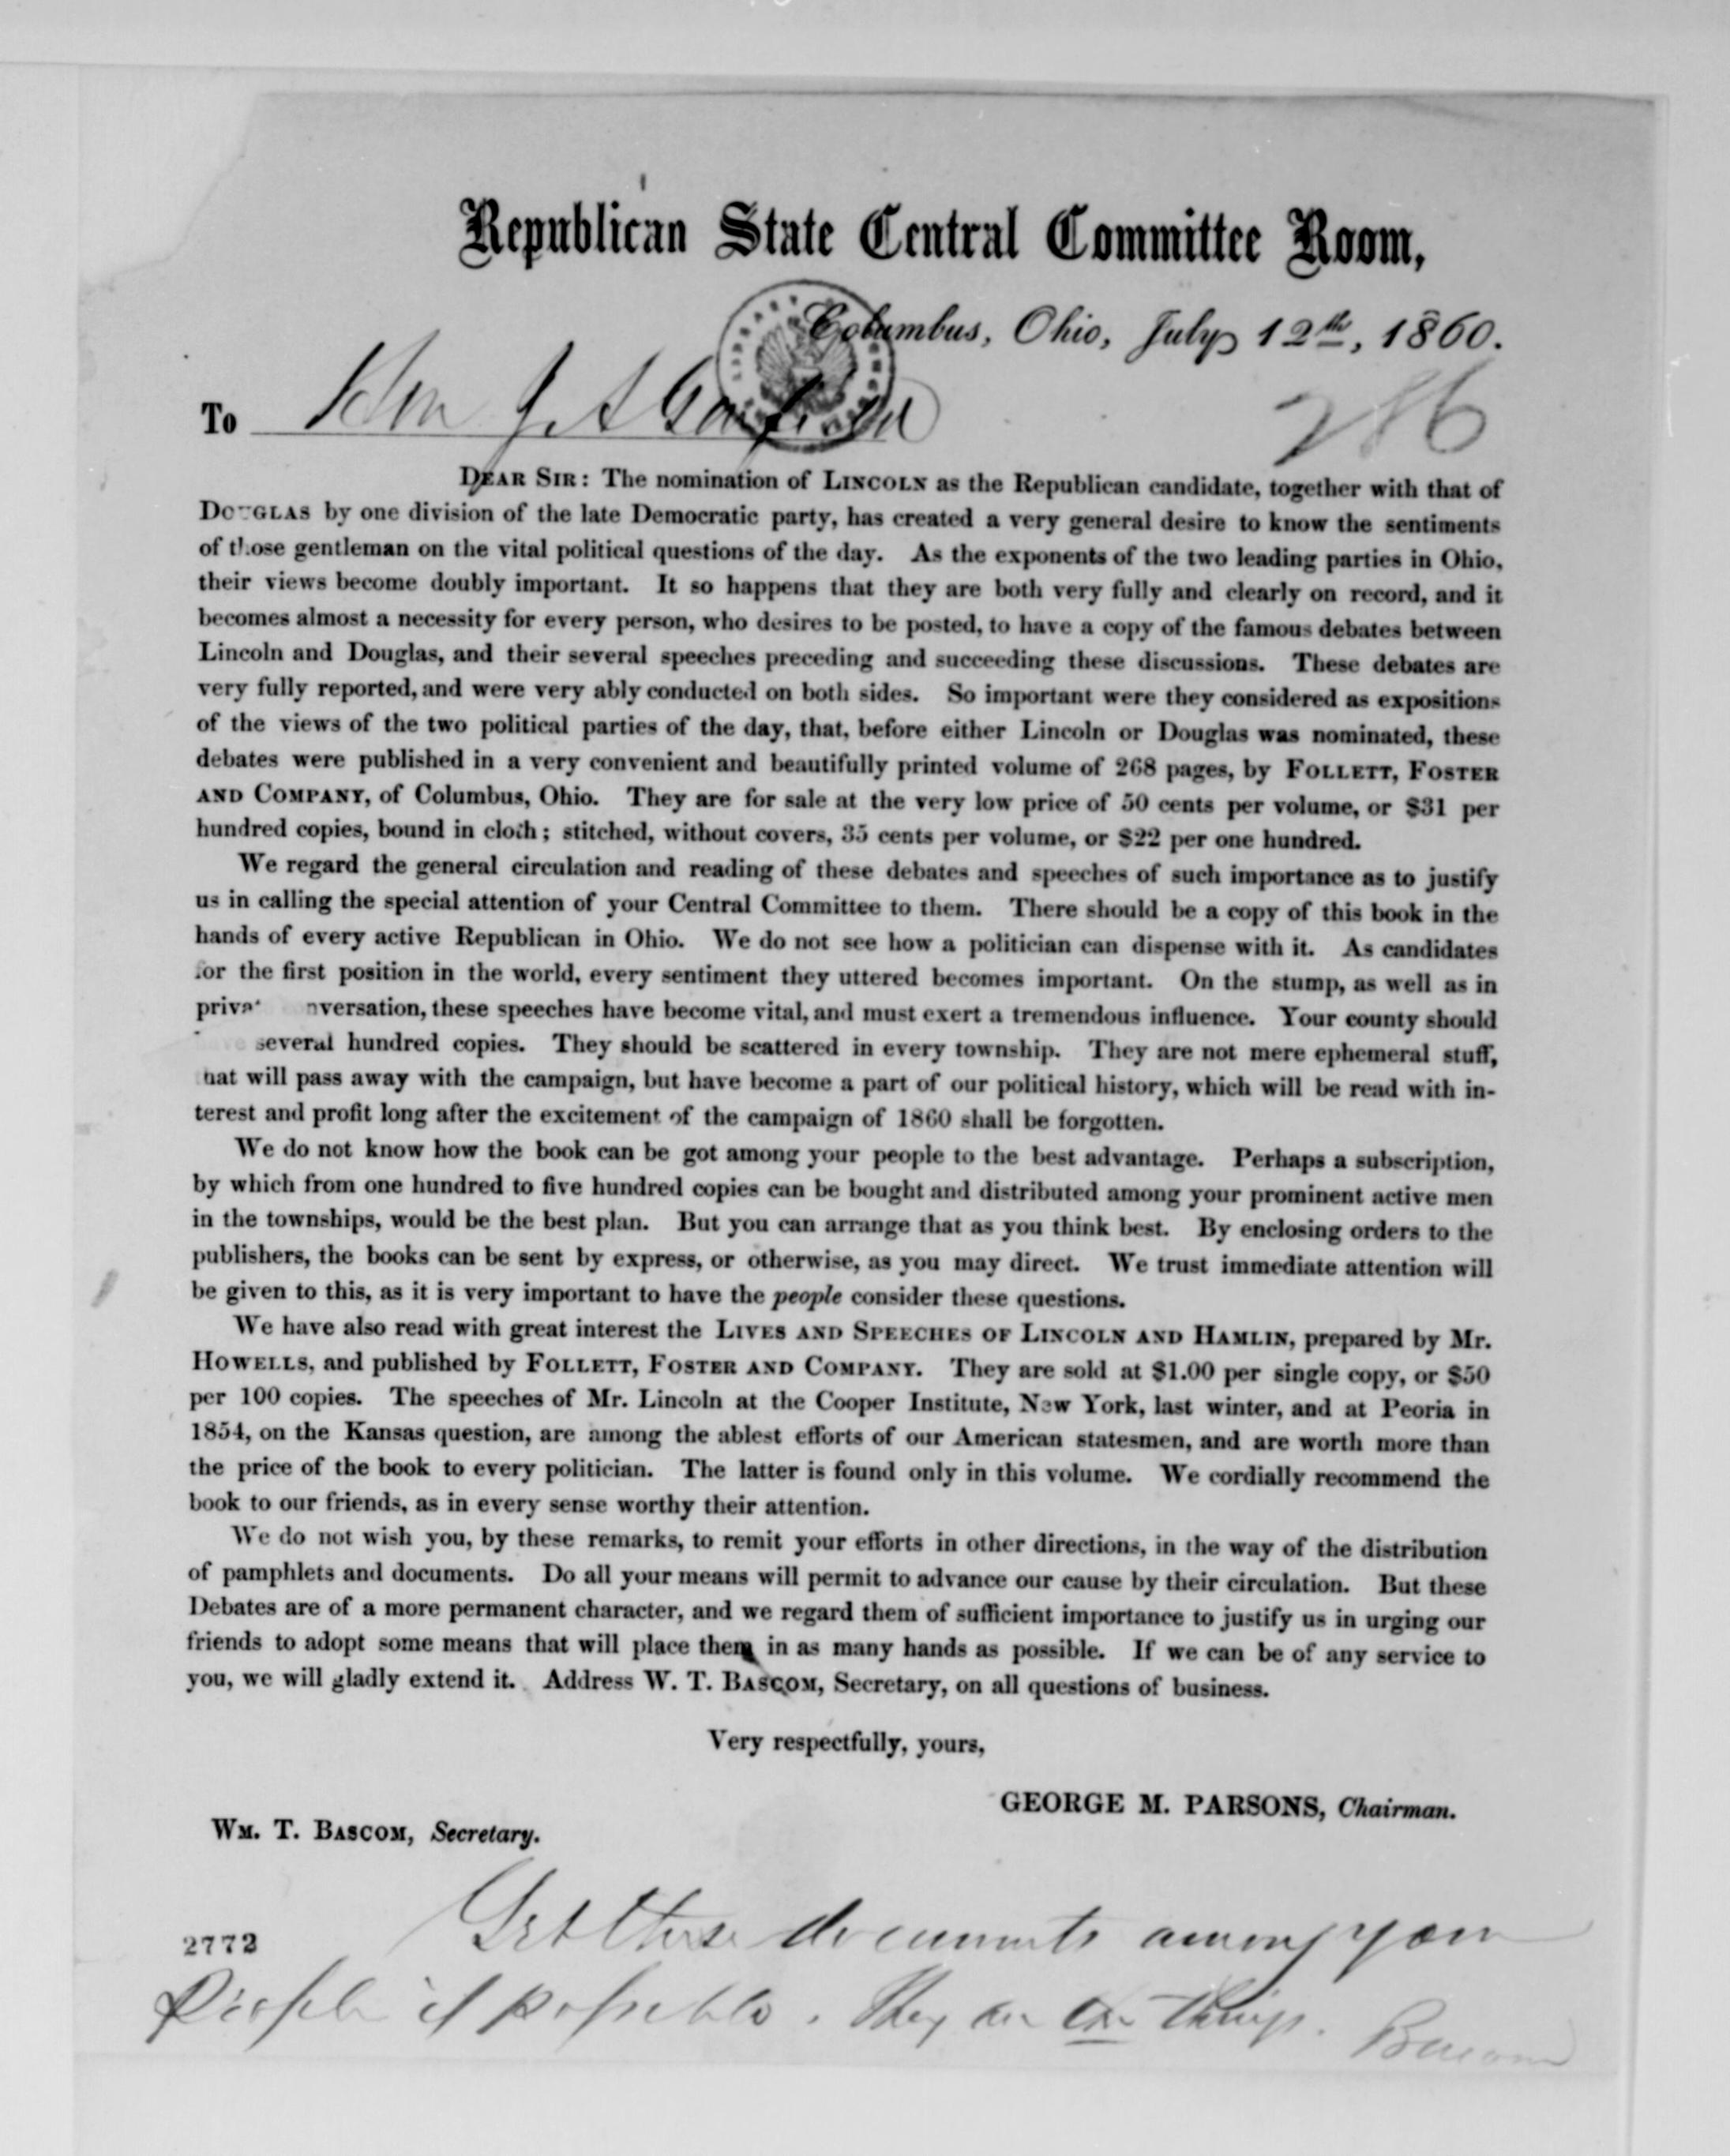 Republican State Central Committee Room,
Columbus, Ohio, July 12th, 1860.
To Hon J. A Garfield
286
DEAR SIR: The nomination of LINCOLN as the Republican candidate, together with that of
DOUGLAS by one division of the late Democratic party, has created a very general desire to know the sentiments
of those gentleman on the vital political questions of the day. As the exponents of the two leading parties in Ohio,
their views become doubly important. It so happens that they are both very fully and clearly on record, and it
becomes almost a necessity for every person, who desires to be posted, to have a copy of the famous debates between
Lincoln and Douglas, and their several speeches preceding and succeeding these discussions. These debates are
very fully reported, and were very ably conducted on both sides. So important were they considered as expositions
of the views of the two political parties of the day, that, before either Lincoln or Douglas was nominated, these
debates were published in a very convenient and beautifully printed volume of 268 pages, by FOLLETT, FOSTER
AND COMPANY, of Columbus, Ohio. They are for sale at the very low price of 50 cents per volume, or $31 per
hundred copies, bound in cloth; stitched, without covers, 35 cents per volume, or $22 per one hundred.
We regard the general circulation and reading of these debates and speeches of such importance as to justify
us in calling the special attention of your Central Committee to them. There should be a copy of this book in the
hands of every active Republican in Ohio. We do not see how a politician can dispense with it. As candidates
for the first position in the world, every sentiment they uttered becomes important. On the stump, as well as in
private conversation, these speeches have become vital, and must exert a tremendous influence. Your county should
several hundred copies. They should be scattered in every township. They are not mere ephemeral stuff,
that will pass away with the campaign, but have become a part of our political history, which will be read with in-
terest and profit long after the excitement of the campaign of 1860 shall be forgotten.
We do not know how the book can be got among your people to the best advantage. Perhaps a subscription,
by which from one hundred to five hundred copies can be bought and distributed among your prominent active men
in the townships, would be the best plan. But you can arrange that as you think best. By enclosing orders to the
publishers, the books can be sent by express, or otherwise, as you may direct. We trust immediate attention will
be given to this, as it is very important to have the people consider these questions.
We have also read with great interest the LIVES AND SPEECHES OF LINCOLN AND HAMLIN, prepared by Mr.
HOWELLS, and published by FOLLETT, FOSTER AND COMPANY. They are sold at $1.00 per single copy, or $50
per 100 copies. The speeches of Mr. Lincoln at the Cooper Institute, New York, last winter, and at Peoria in
1854, on the Kansas question, are among the ablest efforts of our American statesmen, and are worth more than
the price of the book to every politician. The latter is found only in this volume. We cordially recommend the
book to our friends, as in every sense worthy their attention.
We do not wish you, by these remarks, to remit your efforts in other directions, in the way of the distribution
of pamphlets and documents. Do all your means will permit to advance our cause by their circulation. But these
Debates are of a more permanent character, and we regard them of sufficient importance to justify us in urging our
friends to adopt some means that will place them in as many hands as possible. If we can be of any service to
you, we will gladly extend it. Address W. T. BASCOM, Secretary, on all questions of business.
Very respectfully, yours,
GEORGE M. PARSONS, Chairman.
WM. T. BASCOM, Secretary.
Get these documents among your
2772
People if possible. They are the things.
Bascom